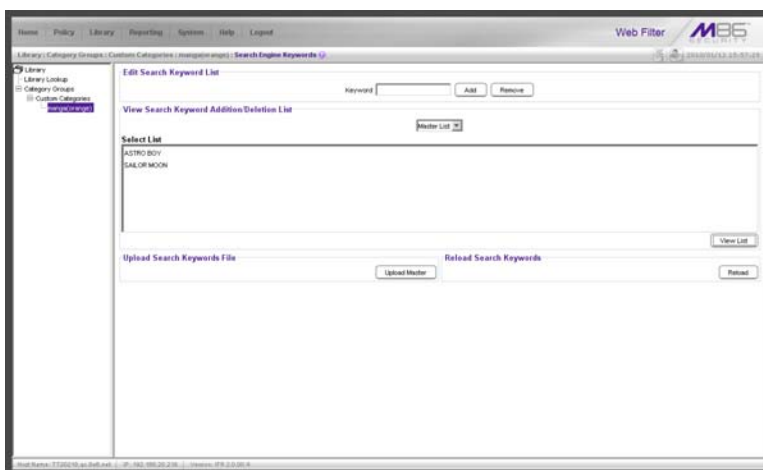 Home Policy Library Reporting System Help Logout
Web Filter
M86
SECURITY
Library : Category Groups : Custom Categories : manga(orange) : Search Engine Keywords
Library
Library Lookup
Category Groups
Custom Categories
manga(orange)
Edit Search Keyword List
Keyword
Add
Remove
View Search Keyword Addition/Deletion List
Master List
Select List
ASTRO BOY
SAILOR MOON
View List
Upload Search Keywords File
Upload Master
Reload Search Keywords
Reload
Host Name: